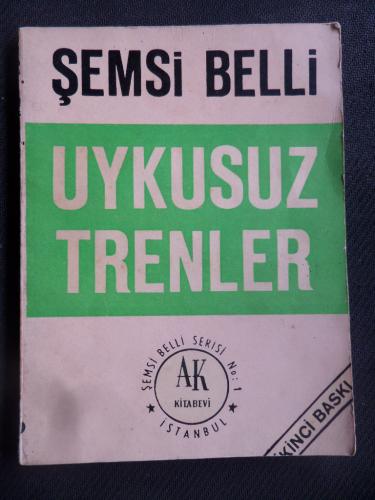 ŞEMSİ BELLİ
UYKUSUZ
TRENLER
ŞEMSİ BELLİ SERİSİ No: 1
AK
KİTABEVİ
İSTANBUL
İKİNCİ BASKI